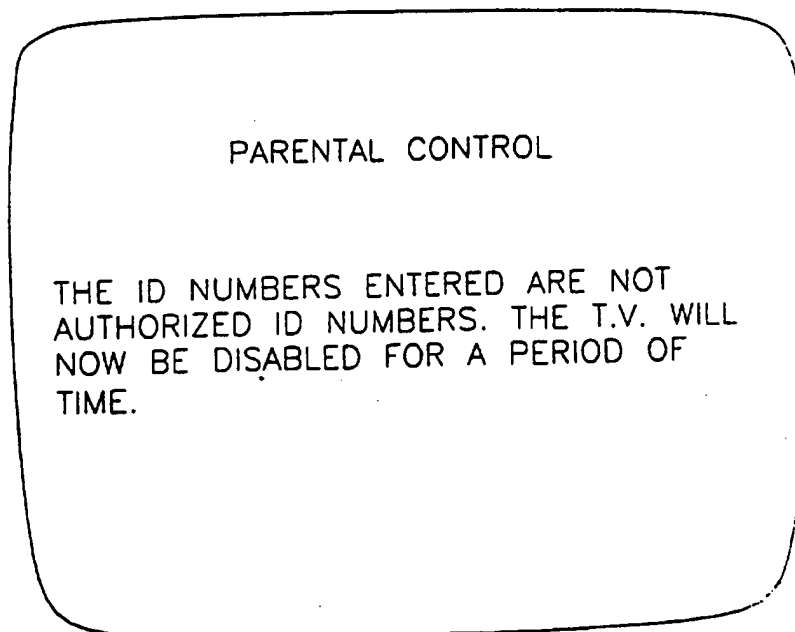 PARENTAL CONTROL
THE ID NUMBERS ENTERED ARE NOT
AUTHORIZED ID NUMBERS. THE T.V. WILL
NOW BE DISABLED FOR A PERIOD OF
TIME.